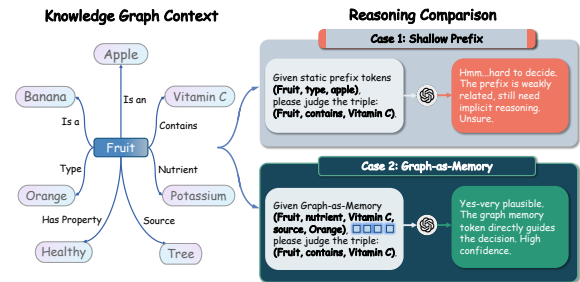 Knowledge Graph Context
Apple
Banana
Vitamin C
Is an
Is a
Contains
Fruit
Type
Nutrient
Orange
Potassium
Has Property
Source
Healthy
Tree
Reasoning Comparison
Case 1: Shallow Prefix
Given static prefix tokens
(Fruit, type, apple),
please judge the triple:
(Fruit, contains, Vitamin C).
Hmm...hard to decide.
The prefix is weakly
related, still need
implicit reasoning.
Unsure.
Case 2: Graph-as-Memory
Given Graph-as-Memory
(Fruit, nutrient, Vitamin C,
source, Orange),
please judge the triple:
(Fruit, contains, Vitamin C).
Yes-very plausible.
The graph memory
token directly guides
the decision. High
confidence.